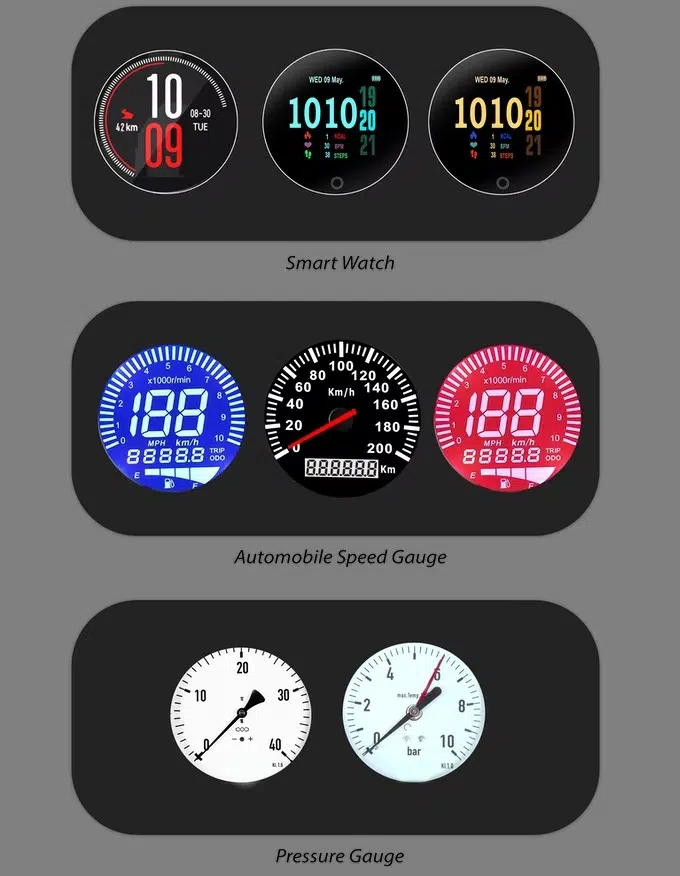 10
09
42 km
08-30
TUE
WED 09 May.
1010
19
20
21
1 KCAL
30 BPM
38 STEPS
WED 09 May.
1010
19
20
21
1 KCAL
30 BPM
38 STEPS
Smart Watch
0 1 2 3 4 5 6 7 8 9 10
x1000r/min
188
MPH km/h
8888.8
TRIP
ODO
E F
0 20 40 60 80 100 120 140 160 180 200
Km/h
8888888 Km
0 1 2 3 4 5 6 7 8 9 10
x1000r/min
188
MPH km/h
8888.8
TRIP
ODO
E F
Automobile Speed Gauge
0 10 20 30 40
− +
Kl.1,6
0 2 4 6 8 10
max.Temp
bar
Kl.1,0
Pressure Gauge